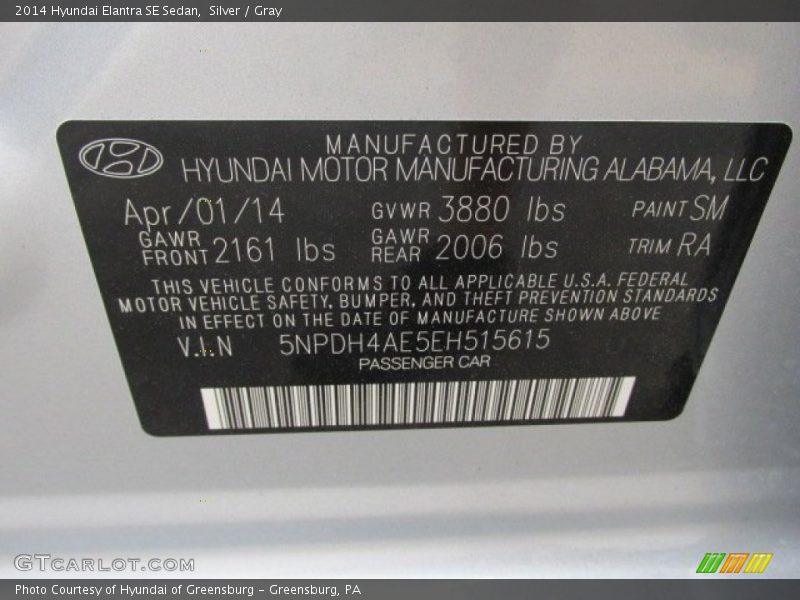 2014 Hyundai Elantra SE Sedan,  Silver / Gray
MANUFACTURED BY
HYUNDAI MOTOR MANUFACTURING ALABAMA, LLC
Apr/01/14 GVWR 3880 lbs PAINT SM
GAWR FRONT 2161 lbs GAWR REAR 2006 lbs TRIM RA
THIS VEHICLE CONFORMS TO ALL APPLICABLE U.S.A. FEDERAL
MOTOR VEHICLE SAFETY, BUMPER, AND THEFT PREVENTION STANDARDS
IN EFFECT ON THE DATE OF MANUFACTURE SHOWN ABOVE
V.I.N 5NPDH4AE5EH515615
PASSENGER CAR
GTCARLOT.COM
Photo Courtesy of Hyundai of Greensburg - Greensburg, PA